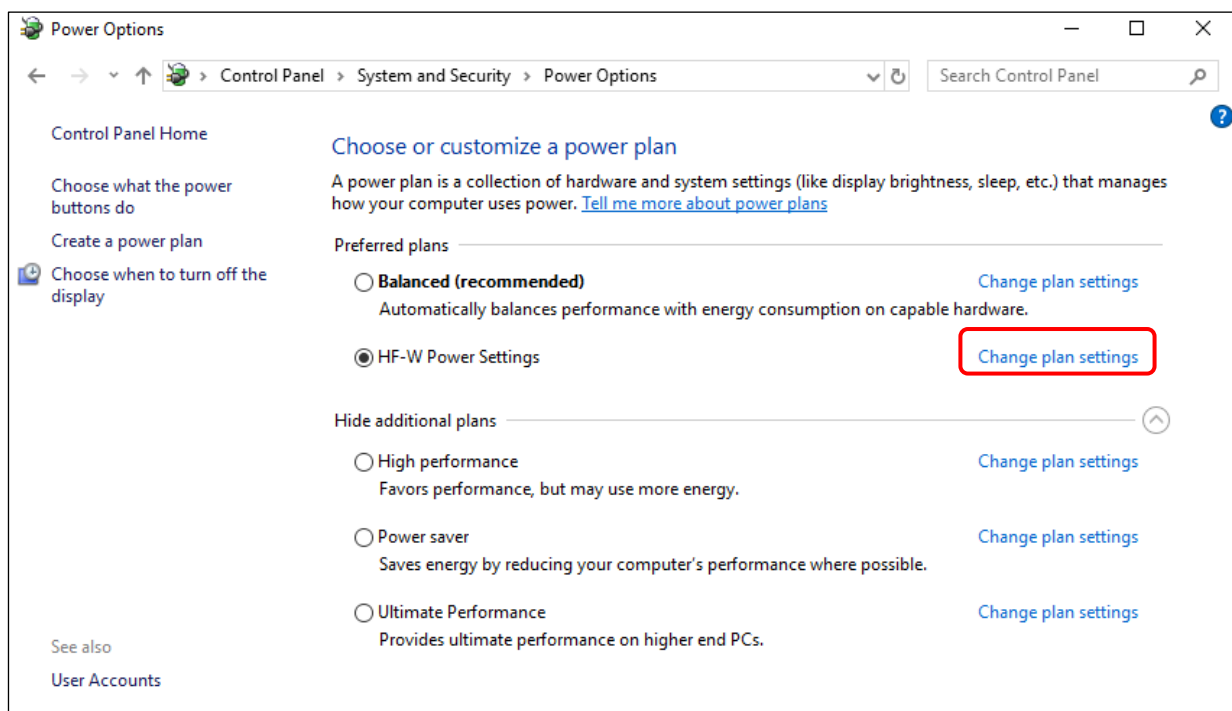 Power Options
Control Panel > System and Security > Power Options
Search Control Panel
?
Control Panel Home
Choose what the power
buttons do
Create a power plan
Choose when to turn off the
display
Choose or customize a power plan
A power plan is a collection of hardware and system settings (like display brightness, sleep, etc.) that manages
how your computer uses power. Tell me more about power plans
Preferred plans
Balanced (recommended) Change plan settings
Automatically balances performance with energy consumption on capable hardware.
HF-W Power Settings Change plan settings
Hide additional plans
High performance Change plan settings
Favors performance, but may use more energy.
Power saver Change plan settings
Saves energy by reducing your computer's performance where possible.
Ultimate Performance Change plan settings
Provides ultimate performance on higher end PCs.
See also
User Accounts